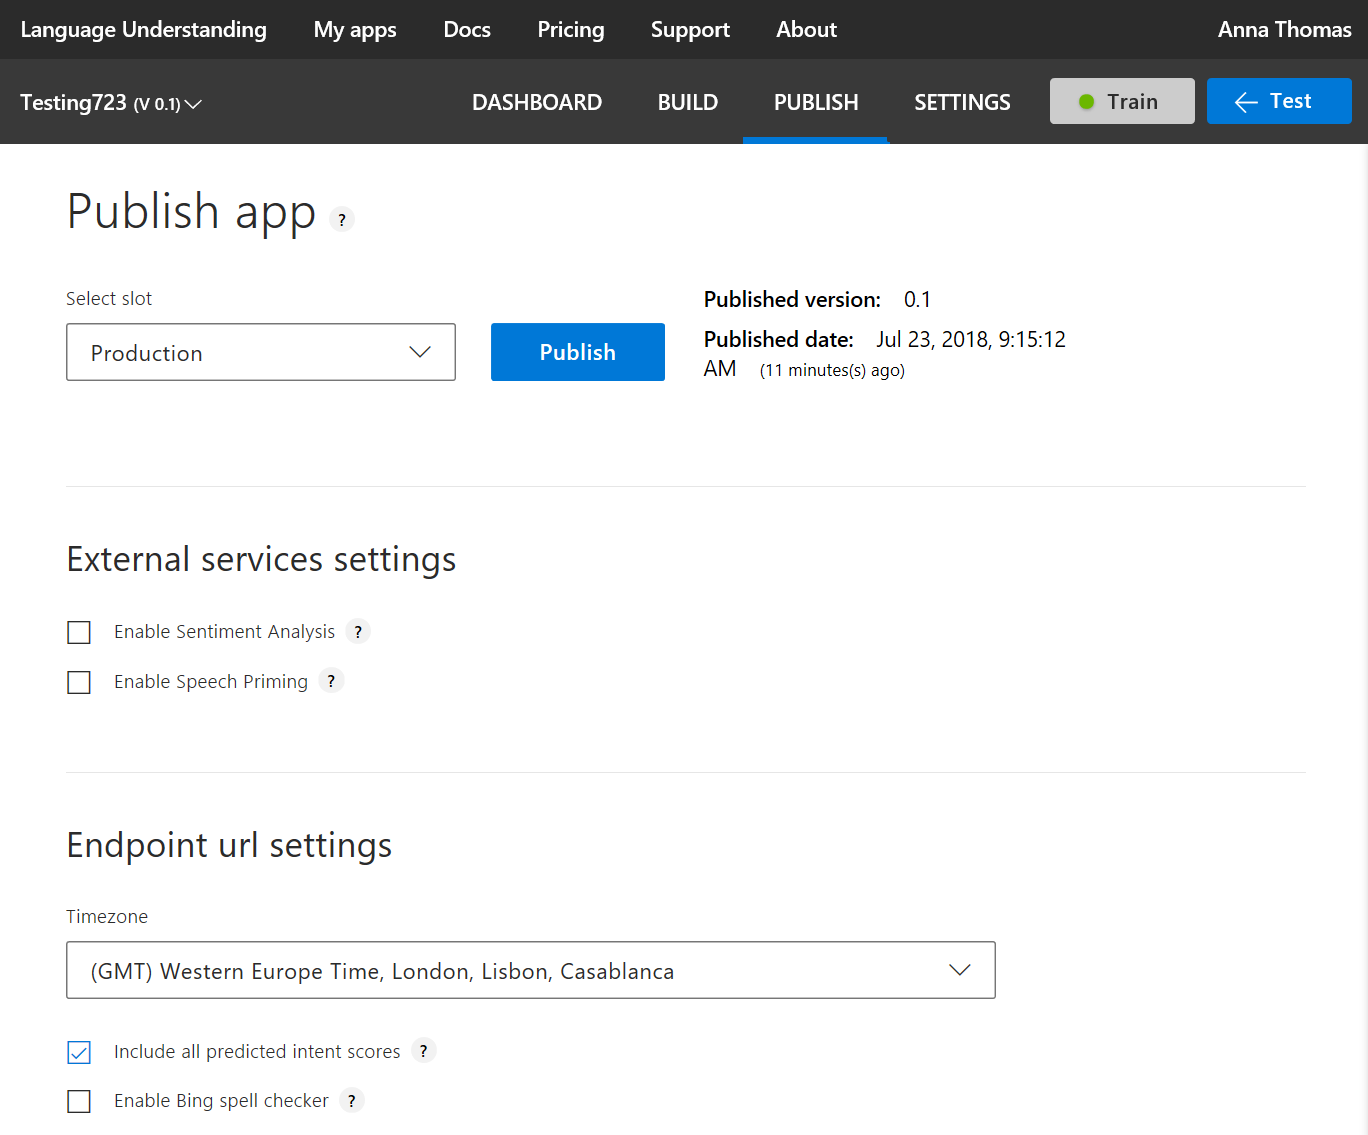 Language Understanding My apps Docs Pricing Support About Anna Thomas
Testing723 (V 0.1) DASHBOARD BUILD PUBLISH SETTINGS Train Test
Publish app ?
Select slot
Production
Publish
Published version: 0.1
Published date: Jul 23, 2018, 9:15:12
AM (11 minutes(s) ago)
External services settings
Enable Sentiment Analysis ?
Enable Speech Priming ?
Endpoint url settings
Timezone
(GMT) Western Europe Time, London, Lisbon, Casablanca
Include all predicted intent scores ?
Enable Bing spell checker ?